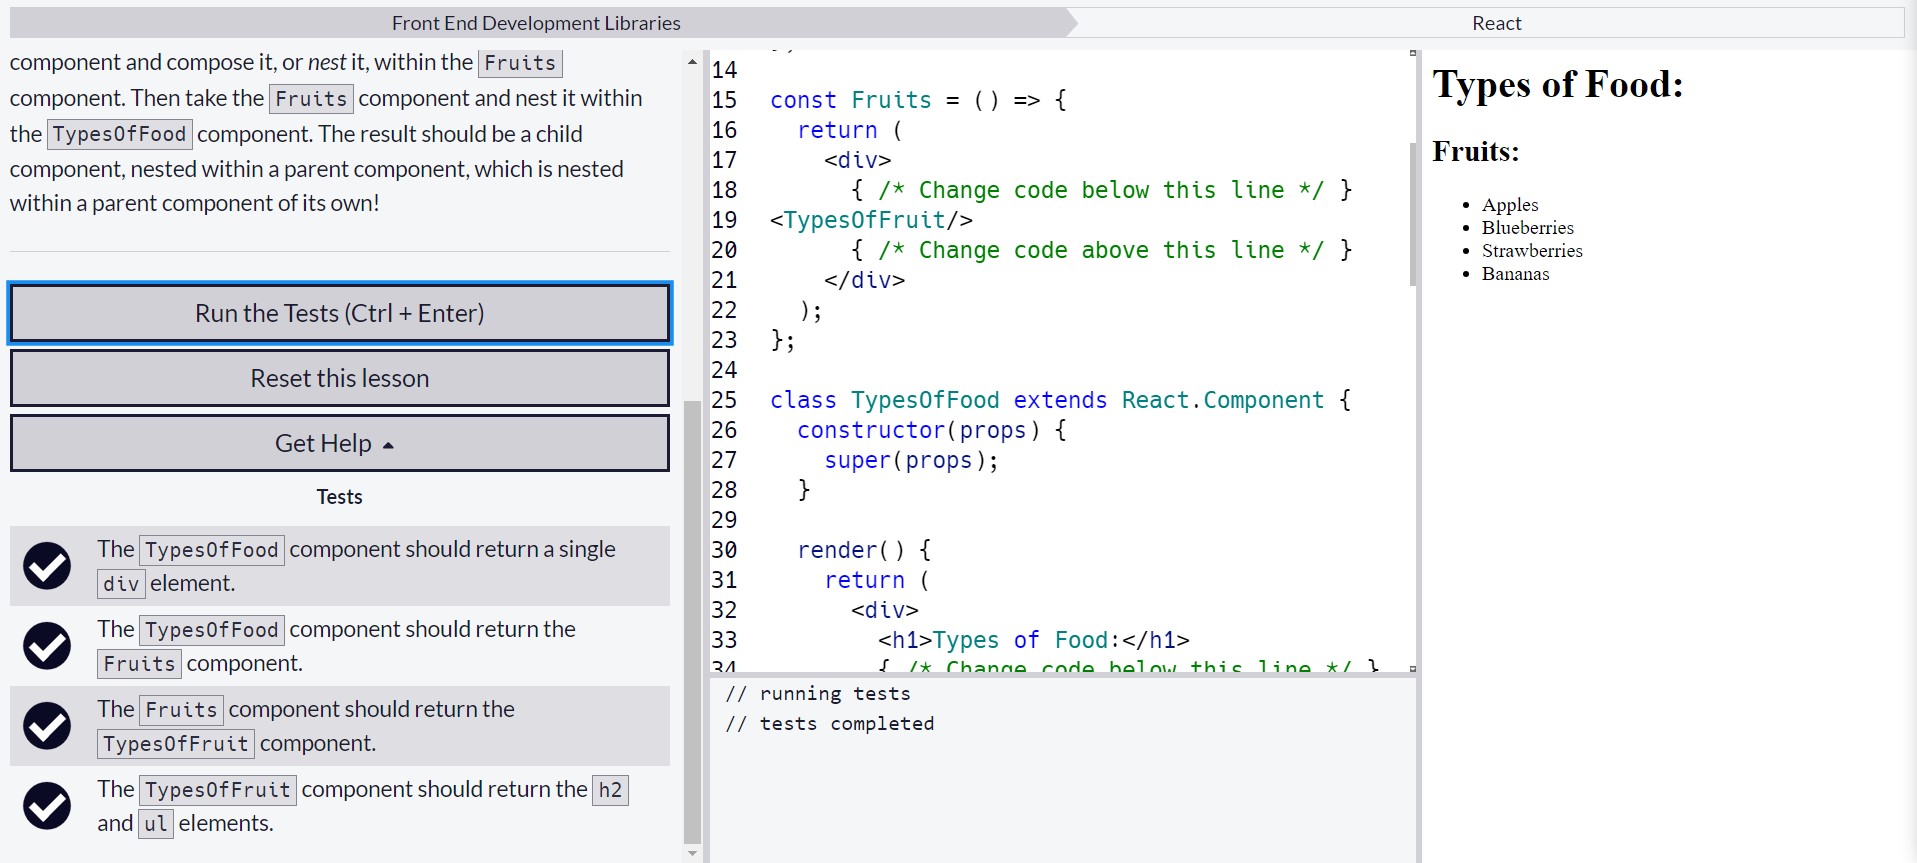 Front End Development Libraries
React
component and compose it, or nest it, within the Fruits
component. Then take the Fruits component and nest it within
the TypesOfFood component. The result should be a child
component, nested within a parent component, which is nested
within a parent component of its own!
Run the Tests (Ctrl + Enter)
Reset this lesson
Get Help
Tests
The TypesOfFood component should return a single
div element.
The TypesOfFood component should return the
Fruits component.
The Fruits component should return the
TypesOfFruit component.
The TypesOfFruit component should return the h2
and ul elements.
14
15 const Fruits = () => {
16 return (
17 <div>
18 { /* Change code below this line */ }
19 <TypesOfFruit/>
20 { /* Change code above this line */ }
21 </div>
22 );
23 };
24
25 class TypesOfFood extends React.Component {
26 constructor(props) {
27 super(props);
28 }
29
30 render() {
31 return (
32 <div>
33 <h1>Types of Food:</h1>
34 { /* Change code below this line */ }
// running tests
// tests completed
Types of Food:
Fruits:
Apples
Blueberries
Strawberries
Bananas